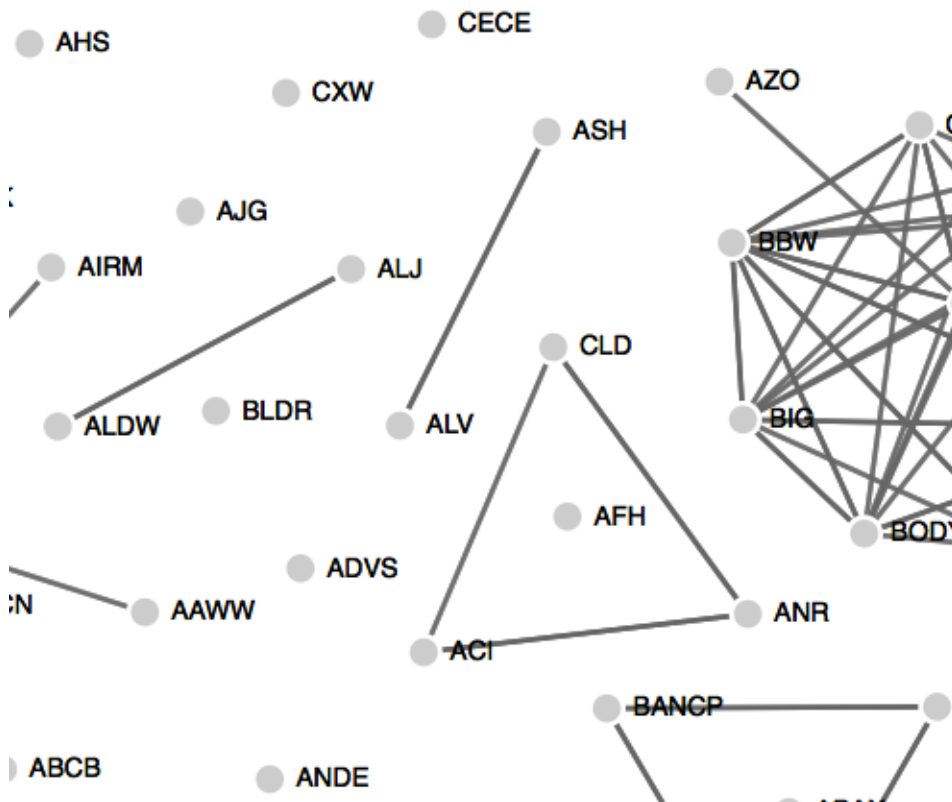 CECE
AHS
AZO
CXW
ASH
AJG
BBW
AIRM
ALJ
CLD
BLDR
BIG
ALDW
ALV
AFH
BODY
ADVS
AAWW
ANR
ACI
BANCP
ABCB
ANDE